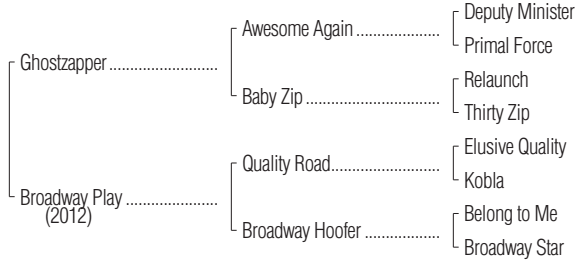 Deputy Minister
Awesome Again ....................
Primal Force
Ghostzapper ..........................
Relaunch
Baby Zip ................................
Thirty Zip
Elusive Quality
Quality Road..........................
Kobla
Broadway Play ......................
(2012)
Belong to Me
Broadway Hoofer ..................
Broadway Star